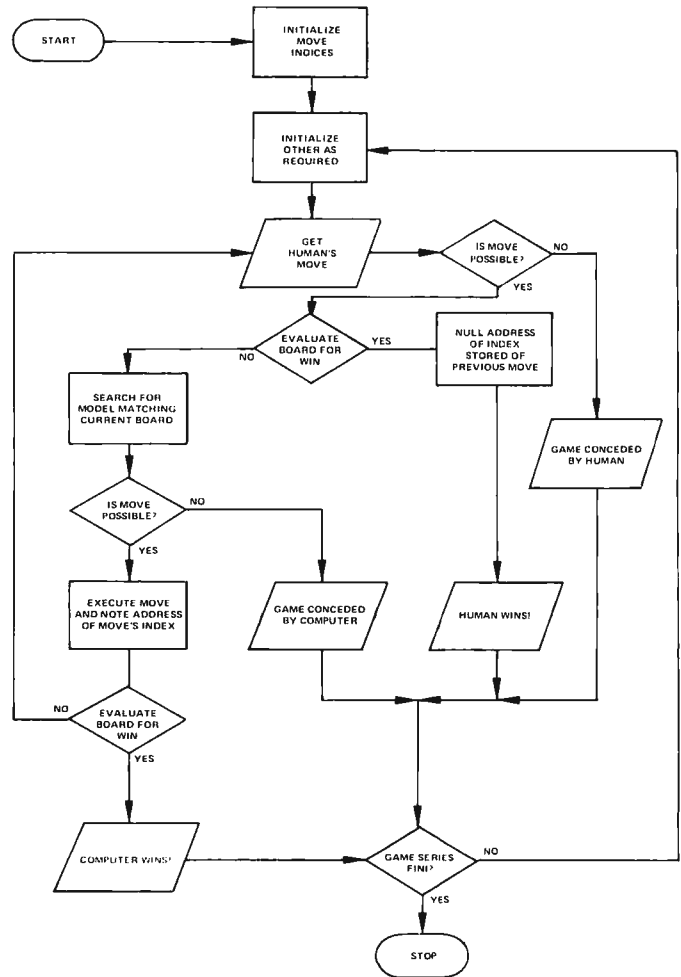 START
INITIALIZE
MOVE
INDICES
INITIALIZE
OTHER AS
REQUIRED
GET
HUMAN'S
MOVE
IS MOVE
POSSIBLE?
NO
YES
EVALUATE
BOARD FOR
WIN
NO
YES
NULL ADDRESS
OF INDEX
STORED OF
PREVIOUS MOVE
SEARCH FOR
MODEL MATCHING
CURRENT BOARD
GAME CONCEDED
BY HUMAN
IS MOVE
POSSIBLE?
NO
YES
EXECUTE MOVE
AND NOTE ADDRESS
OF MOVE'S INDEX
GAME CONCEDED
BY COMPUTER
HUMAN WINS!
NO
EVALUATE
BOARD FOR
WIN
YES
COMPUTER WINS!
GAME SERIES
FINI?
NO
YES
STOP